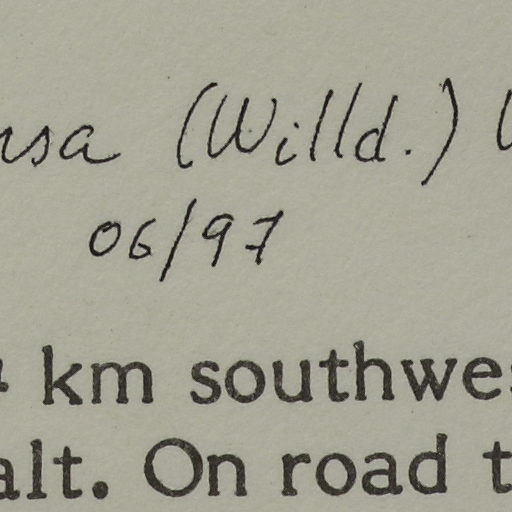 (Willd.)
06/97
km southwes
alt. On road t